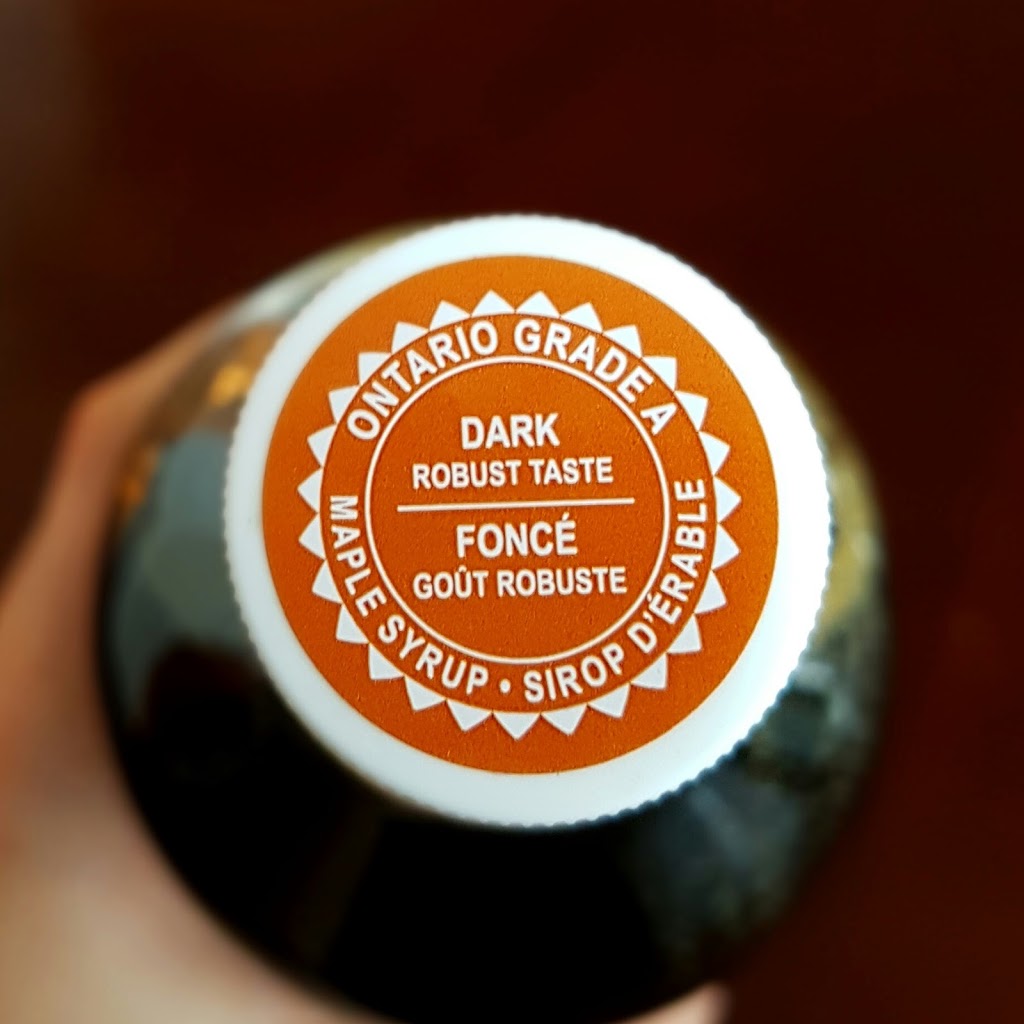 ONTARIO GRADE A
DARK
ROBUST TASTE
FONCÉ
GOÛT ROBUSTE
MAPLE SYRUP • SIROP D'ÉRABLE